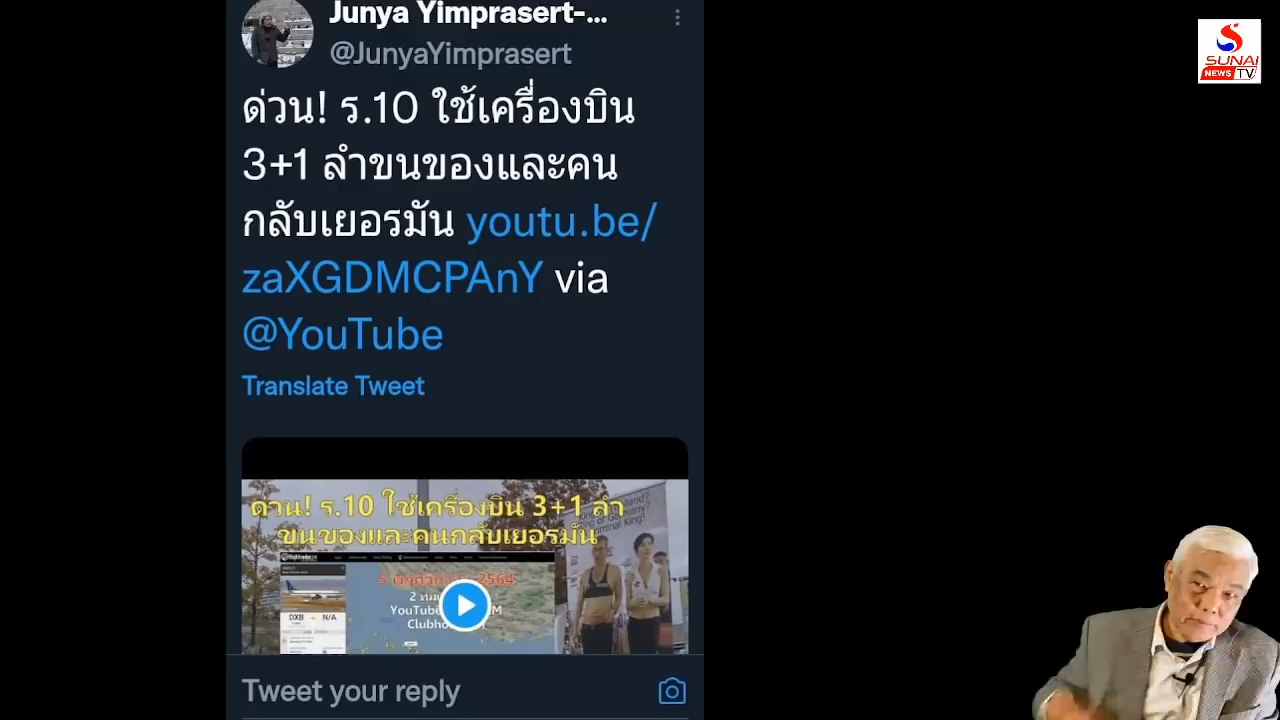 Junya Yimprasert-...
@JunyaYimprasert
ด่วน! ร.10 ใช้เครื่องบิน
3+1 ลำขนของและคน
กลับเยอรมัน youtu.be/
zaXGDMCPAnY via
@YouTube
Translate Tweet
ด่วน! ร.10 ใช้เครื่องบิน 3+1 ลำ
ขนของและคนกลับเยอรมัน
2564
DXB
N/A
YouTube
Tweet your reply
SUNAI
NEWS TV